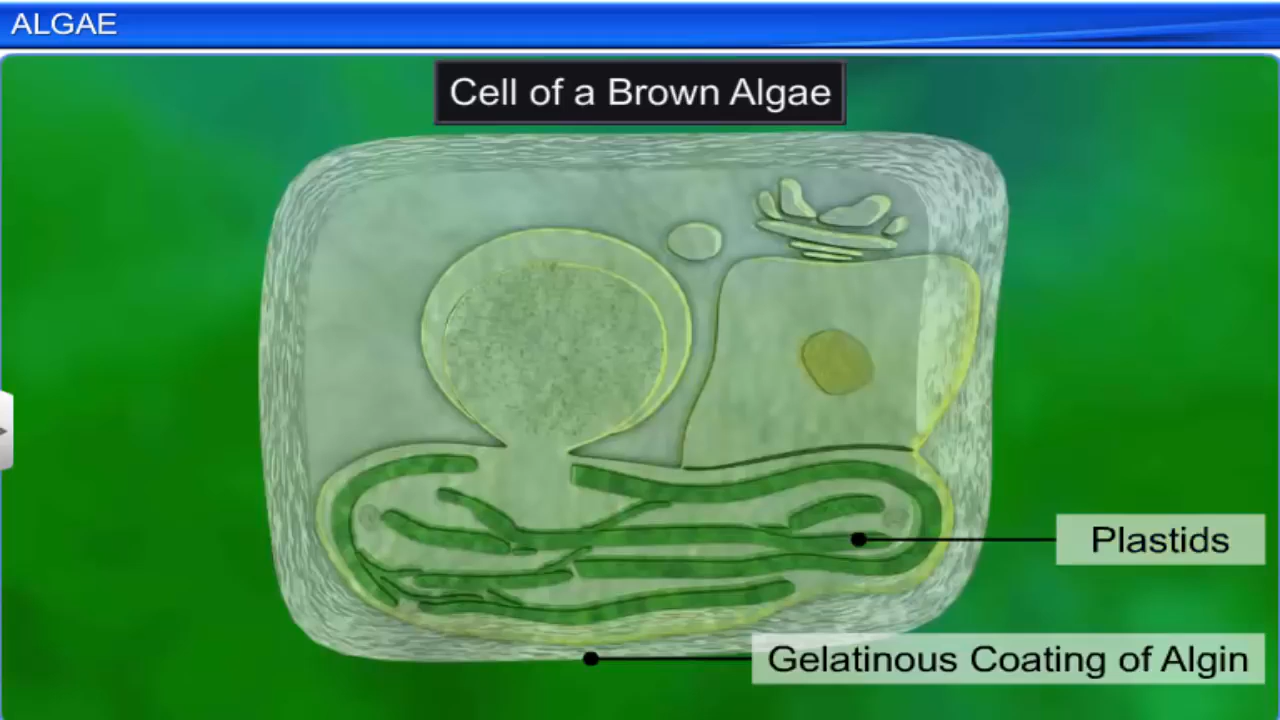 ALGAE
Cell of a Brown Algae
Plastids
Gelatinous Coating of Algin